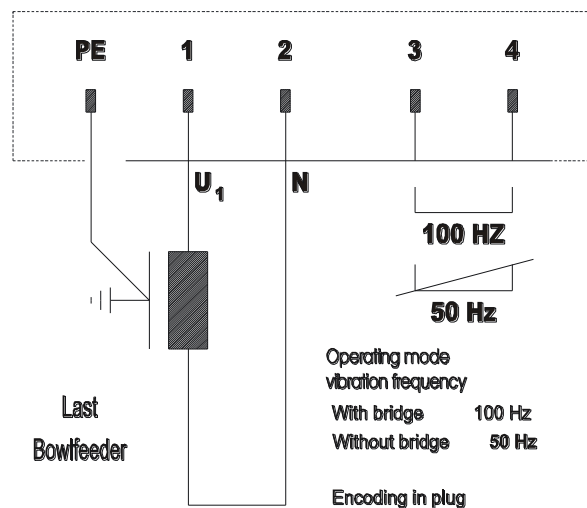 PE 1 2 3 4
U1 N
100 HZ
50 Hz
Operating mode
vibration frequency
With bridge 100 Hz
Without bridge 50 Hz
Last
Bowlfeeder
Encoding in plug